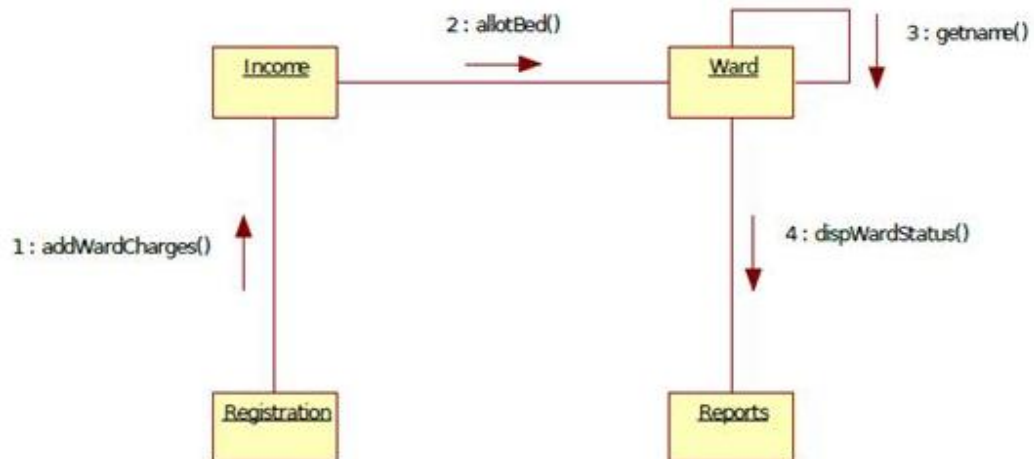 2 : allotBed()
3 : getname()
Income
Ward
1 : addWardCharges()
4 : dispWardStatus()
Registration
Reports